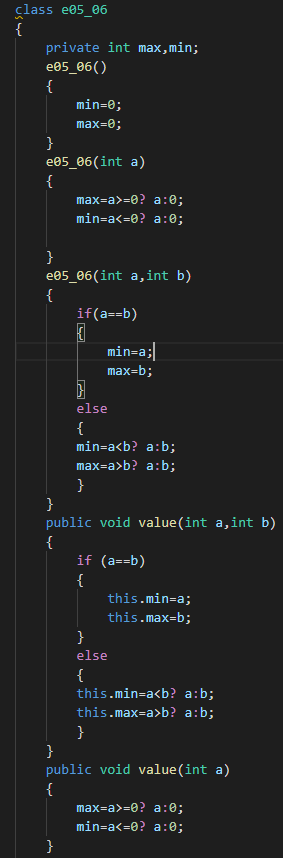 class e05_06
{
    private int max,min;
    e05_06()
    {
        min=0;
        max=0;
    }
    e05_06(int a)
    {
        max=a>=0? a:0;
        min=a<=0? a:0;

    }
    e05_06(int a,int b)
    {
        if(a==b)
        {
            min=a;
            max=b;
        }
        else
        {
        min=a<b? a:b;
        max=a>b? a:b;
        }
    }
    public void value(int a,int b)
    {
        if (a==b)
        {
            this.min=a;
            this.max=b;
        }
        else
        {
        this.min=a<b? a:b;
        this.max=a>b? a:b;
        }
    }
    public void value(int a)
    {
        max=a>=0? a:0;
        min=a<=0? a:0;
    }